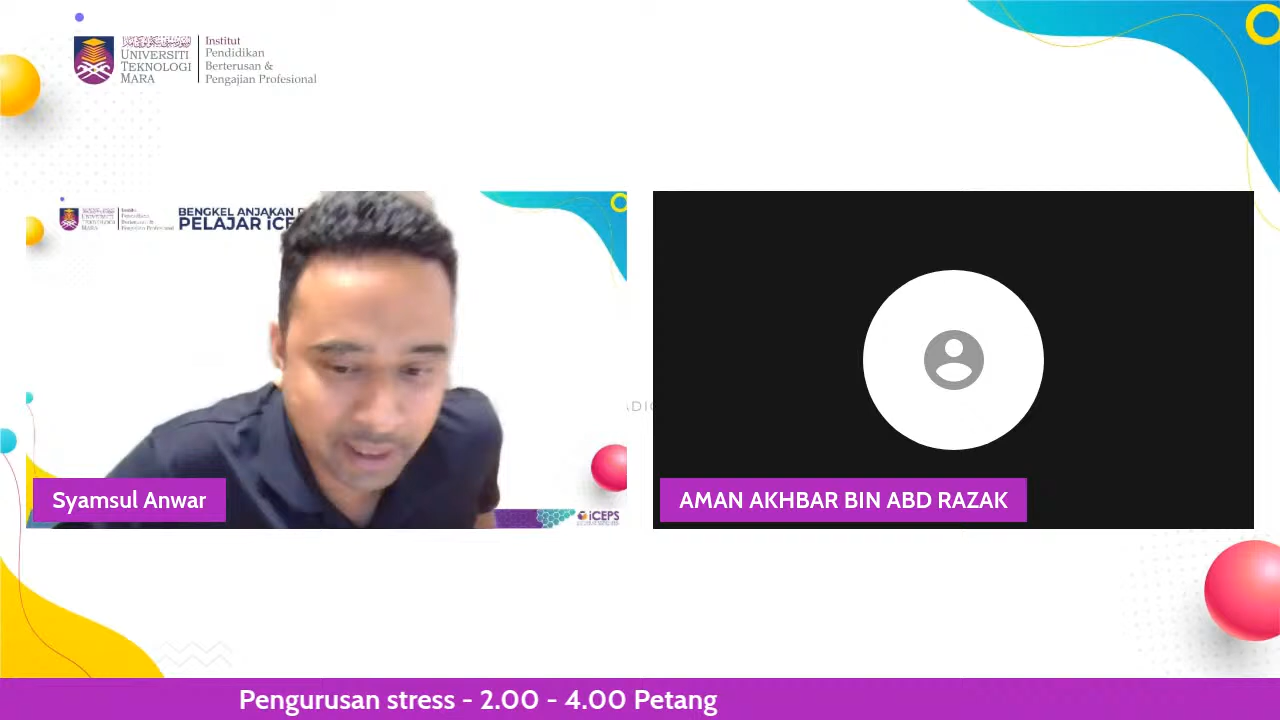 UNIVERSITI
TEKNOLOGI
MARA
Institut
Pendidikan
Berterusan &
Pengajian Profesional
BENGKEL ANJAKAN
PELAJAR
Syamsul Anwar
iCEPS
AMAN AKHBAR BIN ABD RAZAK
Pengurusan stress - 2.00 - 4.00 Petang